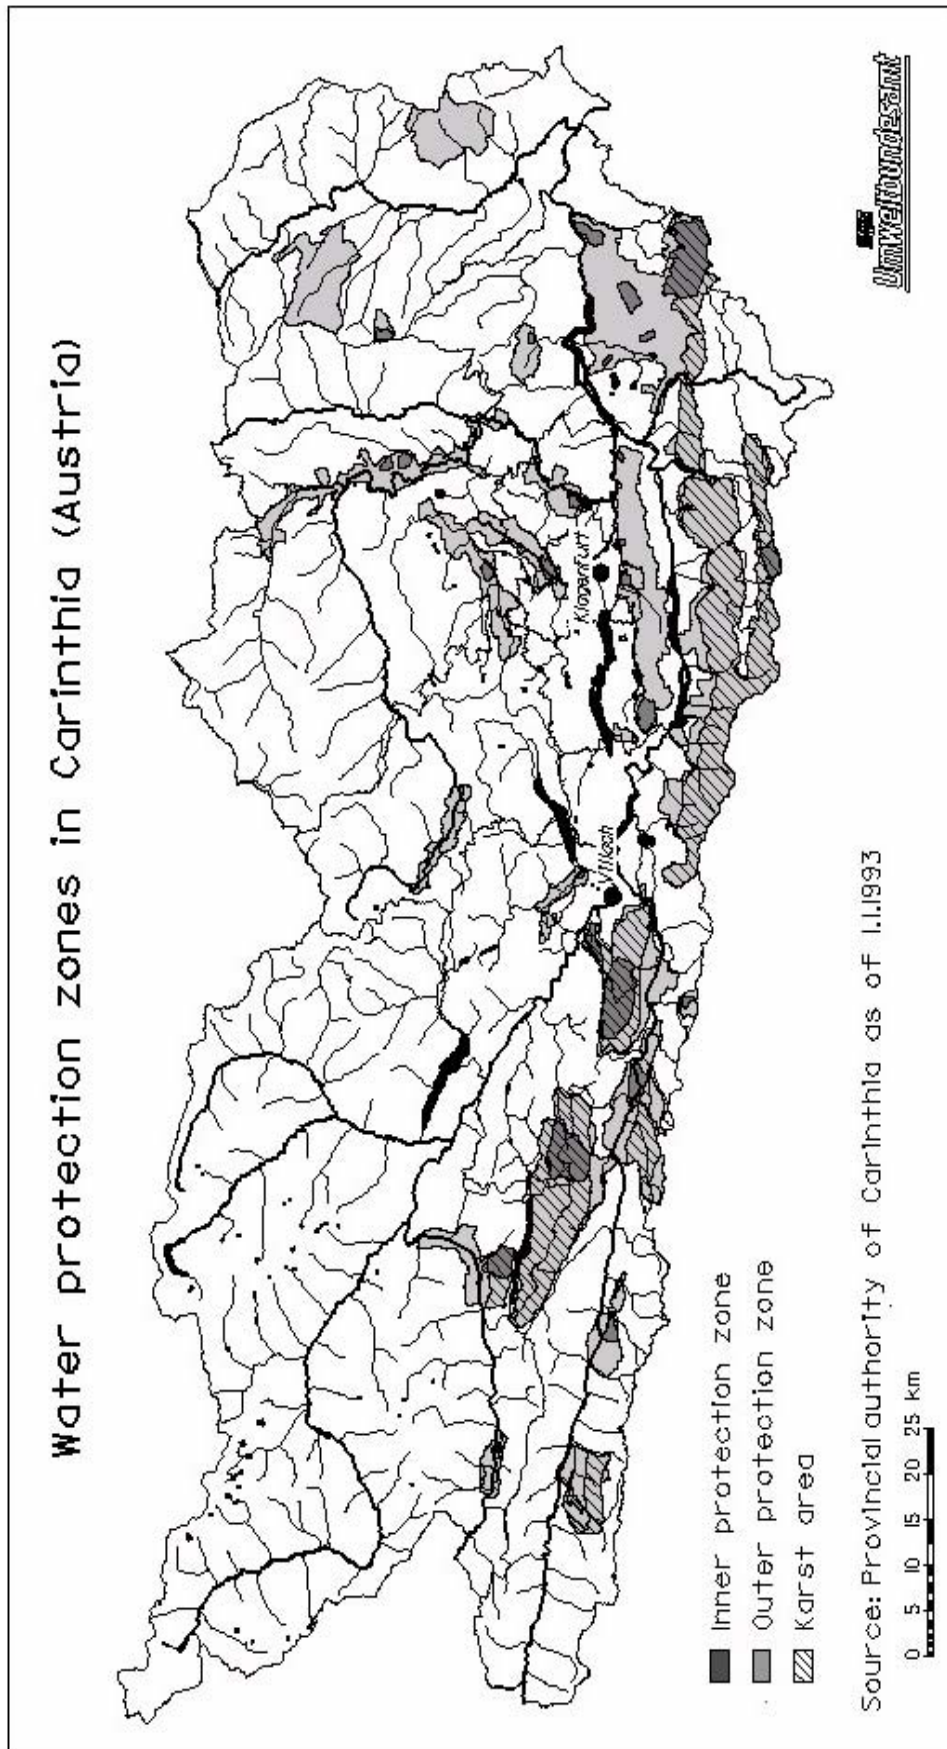 Water protection zones in Carinthia (Austria)
Klagenfurt
Villach
Inner protection zone
Outer protection zone
Karst area
Source: Provincial authority of Carinthia as of 1.1.1993
0 5 10 15 20 25 km
Umweltbundesamt